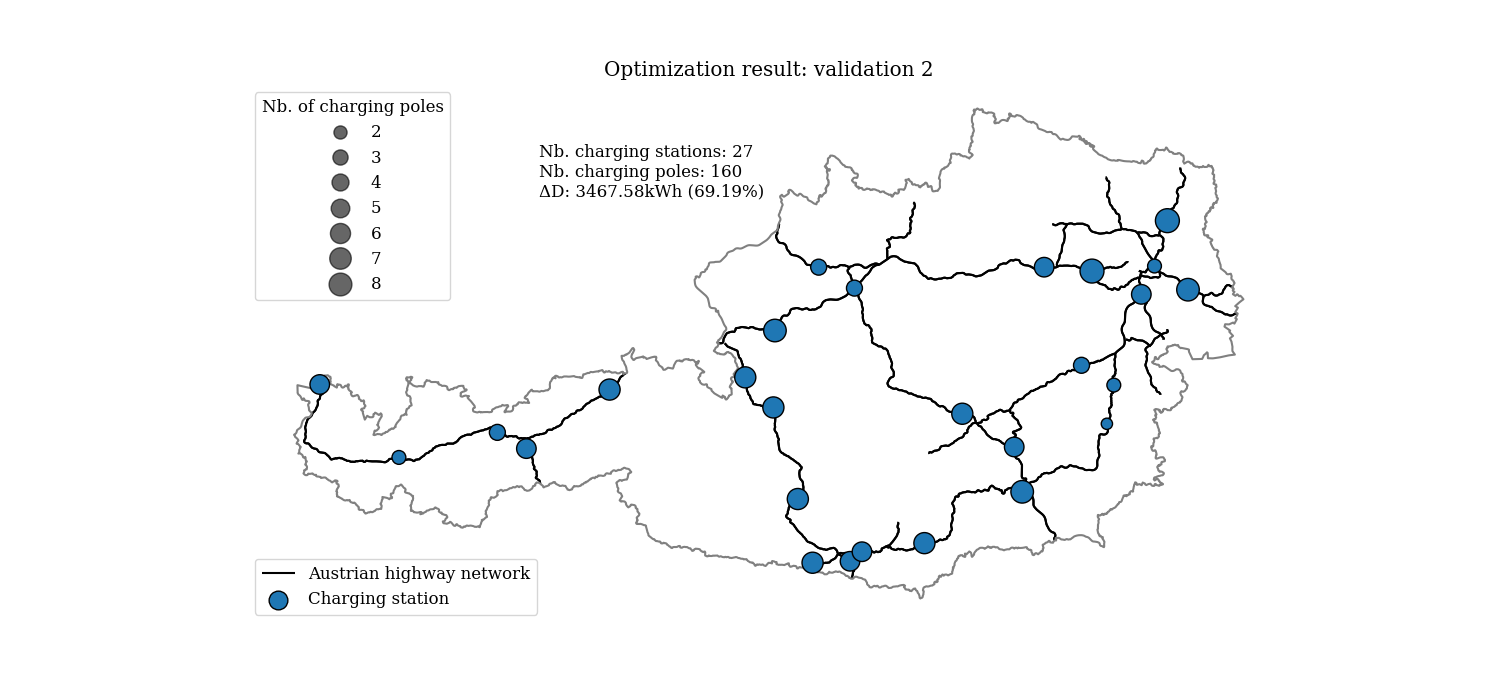 Optimization result: validation 2
Nb. of charging poles
2
3
4
5
6
7
8
Nb. charging stations: 27
Nb. charging poles: 160
ΔD: 3467.58kWh (69.19%)
Austrian highway network
Charging station